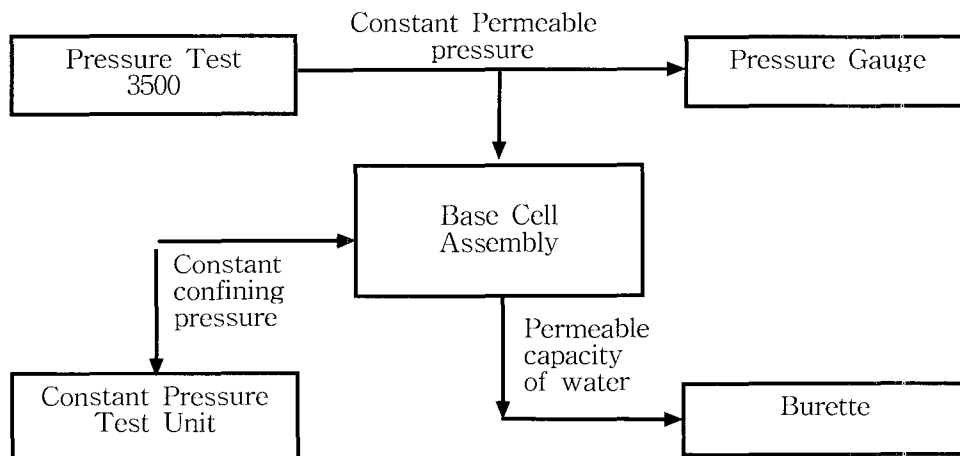 Constant Permeable
pressure
Pressure Test
3500
Pressure Gauge
Base Cell
Assembly
Constant
confining
pressure
Permeable
capacity
of water
Constant Pressure
Test Unit
Burette